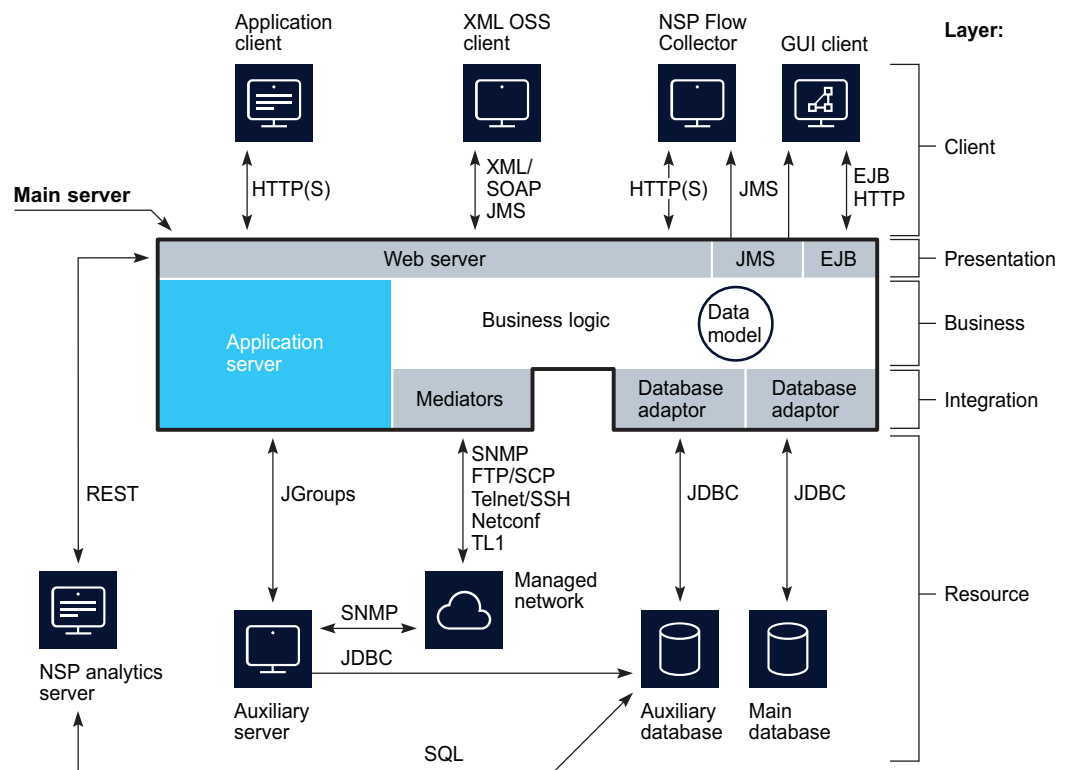 Application
client
XML OSS
client
NSP Flow
Collector
GUI client
Layer:
Client
HTTP(S)
XML/
SOAP
JMS
HTTP(S)
JMS
EJB
HTTP
Main server
Web server
JMS
EJB
Presentation
Application
server
Business logic
Data
model
Business
Mediators
Database
adaptor
Database
adaptor
Integration
REST
JGroups
SNMP
FTP/SCP
Telnet/SSH
Netconf
TL1
JDBC
JDBC
Resource
NSP analytics
server
Managed
network
SNMP
JDBC
Auxiliary
server
Auxiliary
database
Main
database
SQL